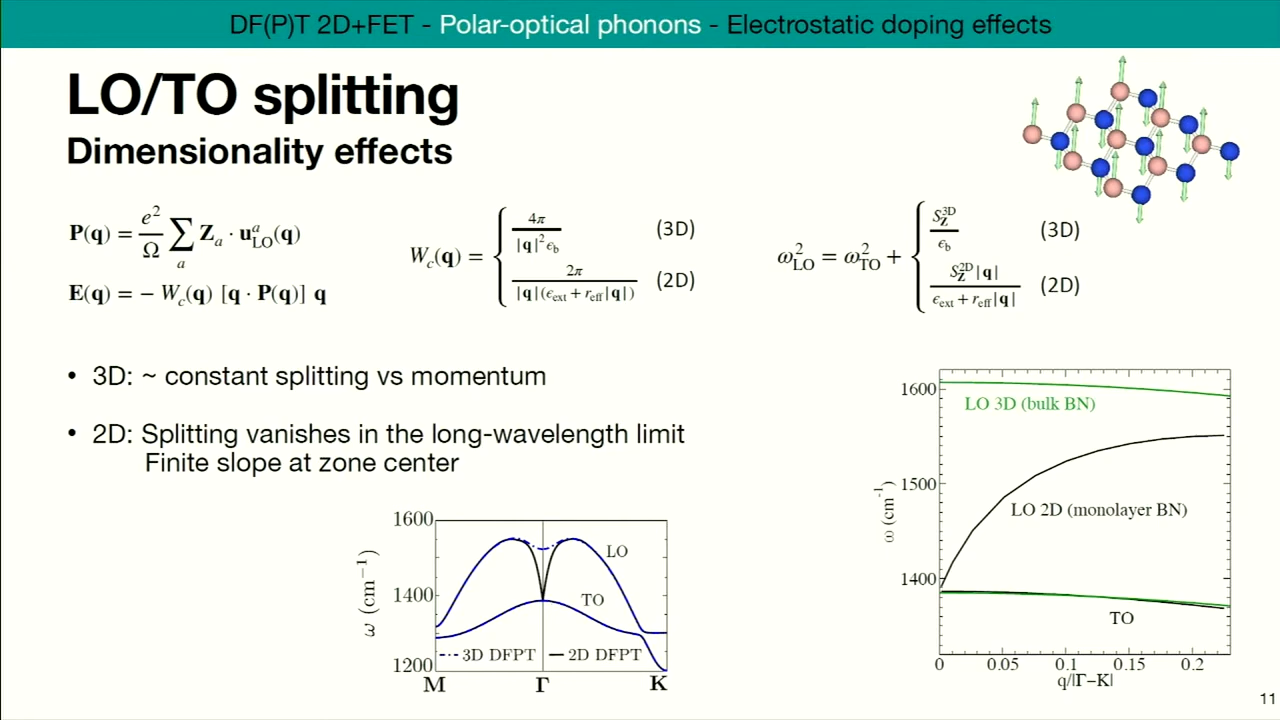 DF(P)T 2D+FET - Polar-optical phonons - Electrostatic doping effects
LO/TO splitting
Dimensionality effects
P(q) = e²/Ω ∑ₐ Zₐ · uᵃ_LO(q)
E(q) = − W_c(q) [q · P(q)] q
W_c(q) = { 4π / |q|² ϵ_b (3D)
2π / |q|(ϵ_ext + r_eff|q|) (2D)
ω²_LO = ω²_TO + { S_Z^3D / ϵ_b (3D)
S_Z^2D |q| / ϵ_ext + r_eff|q| (2D)
• 3D: ~ constant splitting vs momentum
• 2D: Splitting vanishes in the long-wavelength limit
Finite slope at zone center
1600
1400
1200
ω (cm⁻¹)
LO
TO
3D DFPT
2D DFPT
M Γ K
1600
1500
1400
ω (cm⁻¹)
LO 3D (bulk BN)
LO 2D (monolayer BN)
TO
0 0.05 0.1 0.15 0.2
q/|Γ−K|
11